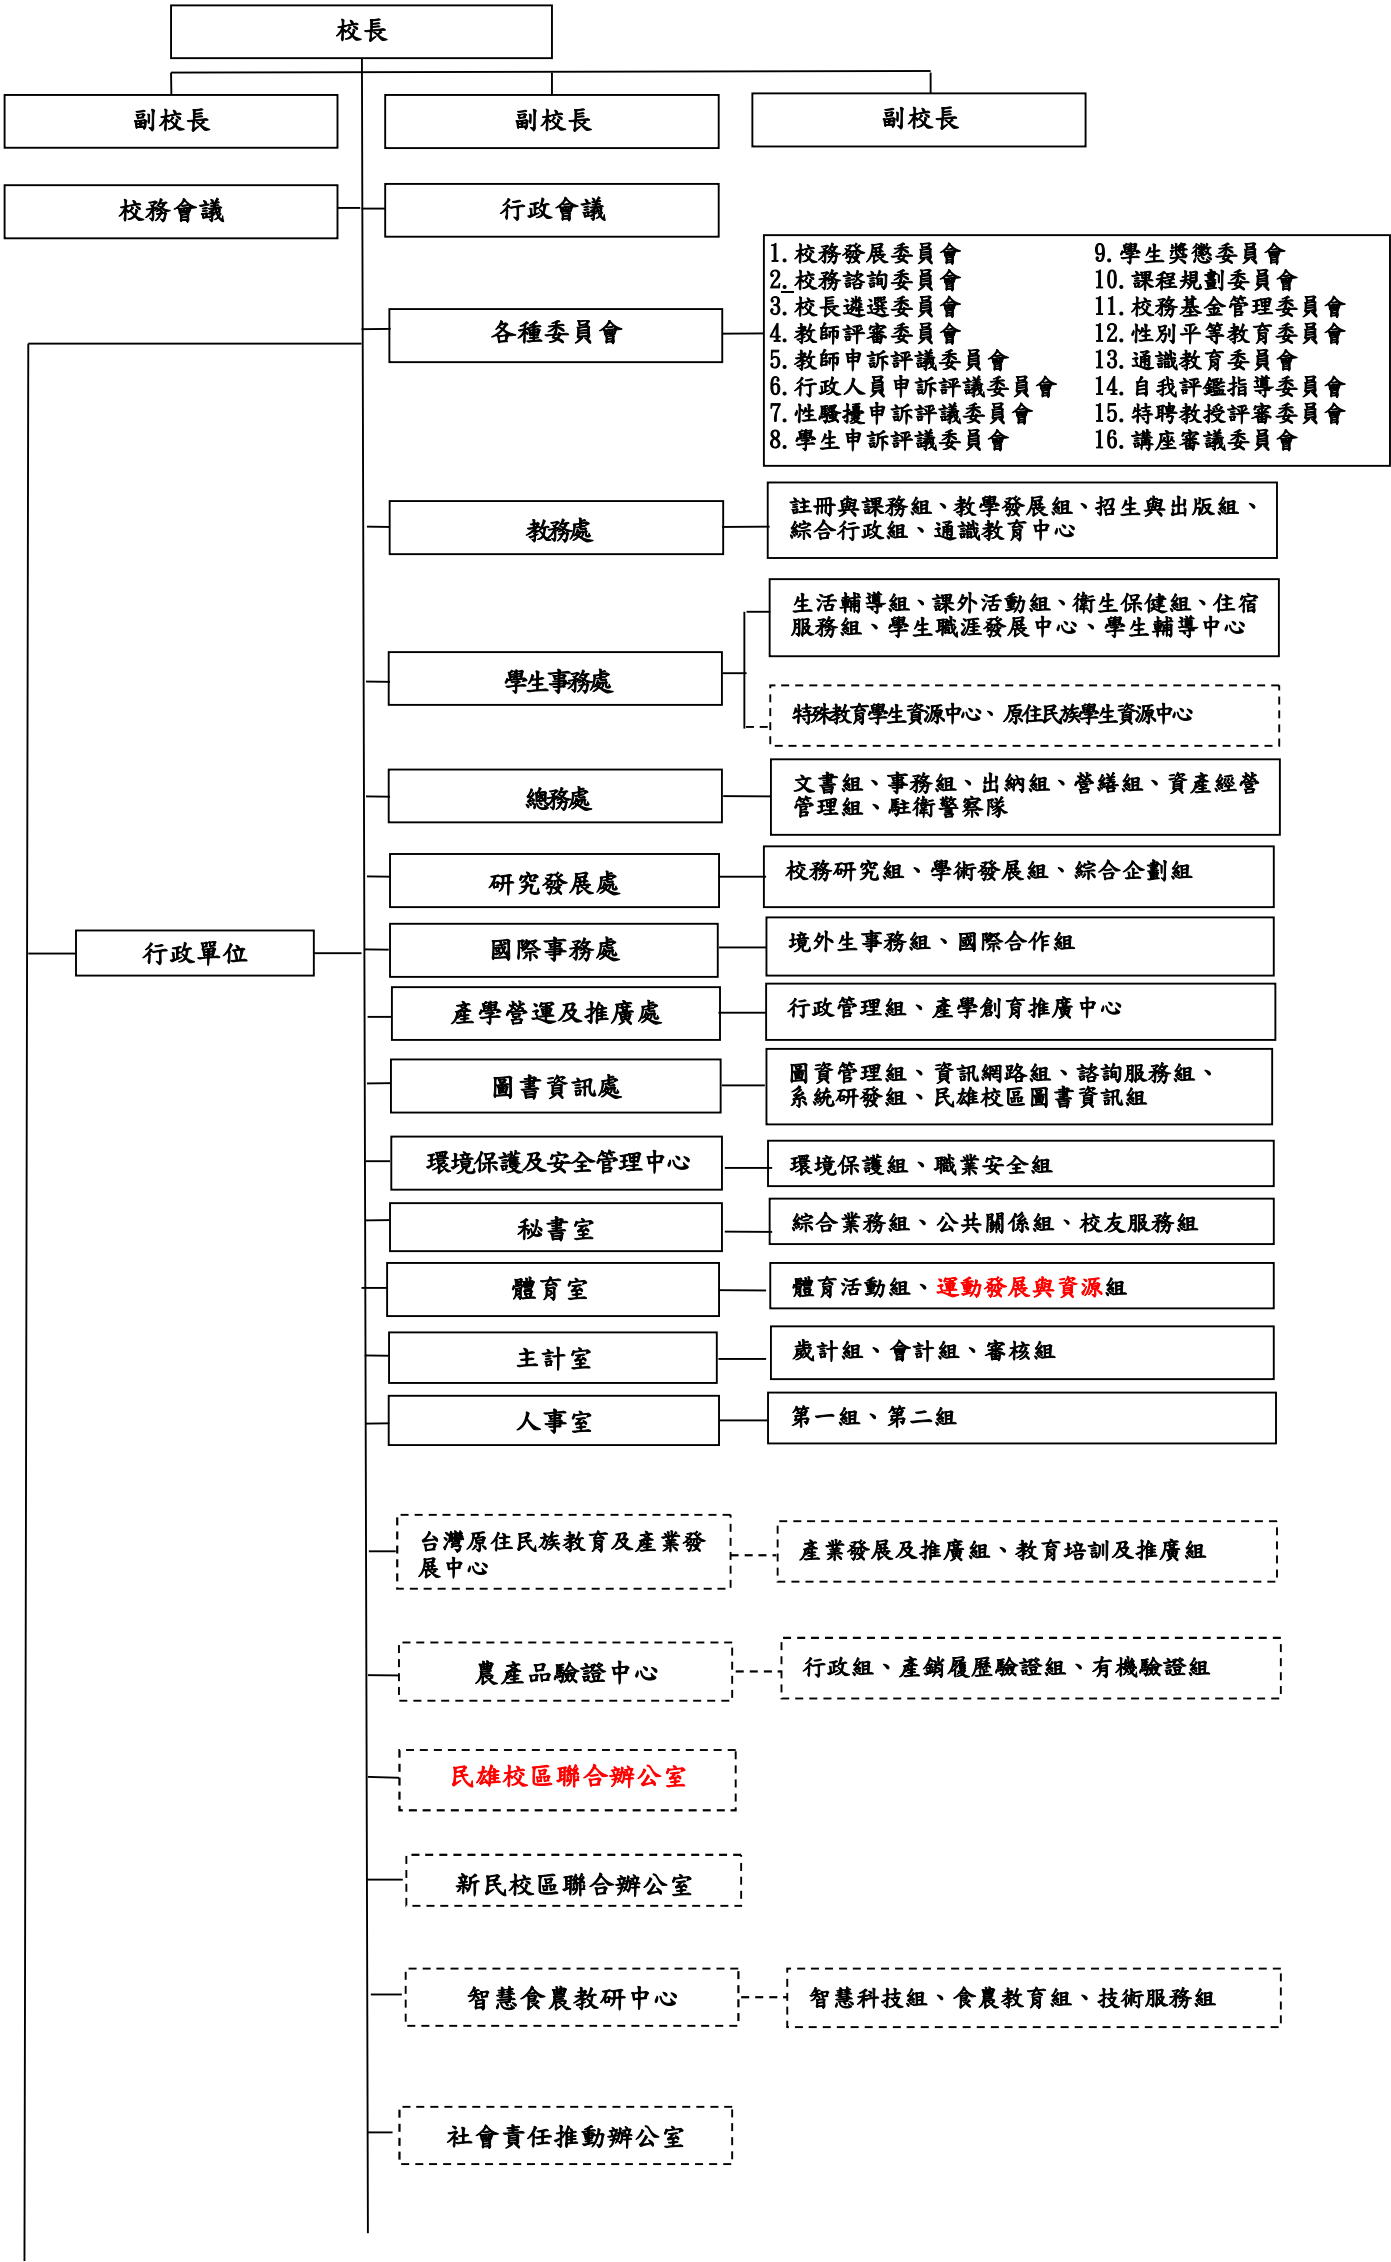 校長
副校長
副校長
副校長
校務會議
行政會議
各種委員會
1.校務發展委員會
2.校務諮詢委員會
3.校長遴選委員會
4.教師評審委員會
5.教師申訴評議委員會
6.行政人員申訴評議委員會
7.性騷擾申訴評議委員會
8.學生申訴評議委員會
9.學生獎懲委員會
10.課程規劃委員會
11.校務基金管理委員會
12.性別平等教育委員會
13.通識教育委員會
14.自我評鑑指導委員會
15.特聘教授評審委員會
16.講座審議委員會
行政單位
教務處
註冊與課務組、教學發展組、招生與出版組、
綜合行政組、通識教育中心
學生事務處
生活輔導組、課外活動組、衛生保健組、住宿
服務組、學生職涯發展中心、學生輔導中心
特殊教育學生資源中心、原住民族學生資源中心
總務處
文書組、事務組、出納組、營繕組、資產經營
管理組、駐衛警察隊
研究發展處
校務研究組、學術發展組、綜合企劃組
國際事務處
境外生事務組、國際合作組
產學營運及推廣處
行政管理組、產學創育推廣中心
圖書資訊處
圖資管理組、資訊網路組、諮詢服務組、
系統研發組、民雄校區圖書資訊組
環境保護及安全管理中心
環境保護組、職業安全組
秘書室
綜合業務組、公共關係組、校友服務組
體育室
體育活動組、運動發展與資源組
主計室
歲計組、會計組、審核組
人事室
第一組、第二組
台灣原住民族教育及產業發
展中心
產業發展及推廣組、教育培訓及推廣組
農產品驗證中心
行政組、產銷履歷驗證組、有機驗證組
民雄校區聯合辦公室
新民校區聯合辦公室
智慧食農教研中心
智慧科技組、食農教育組、技術服務組
社會責任推動辦公室